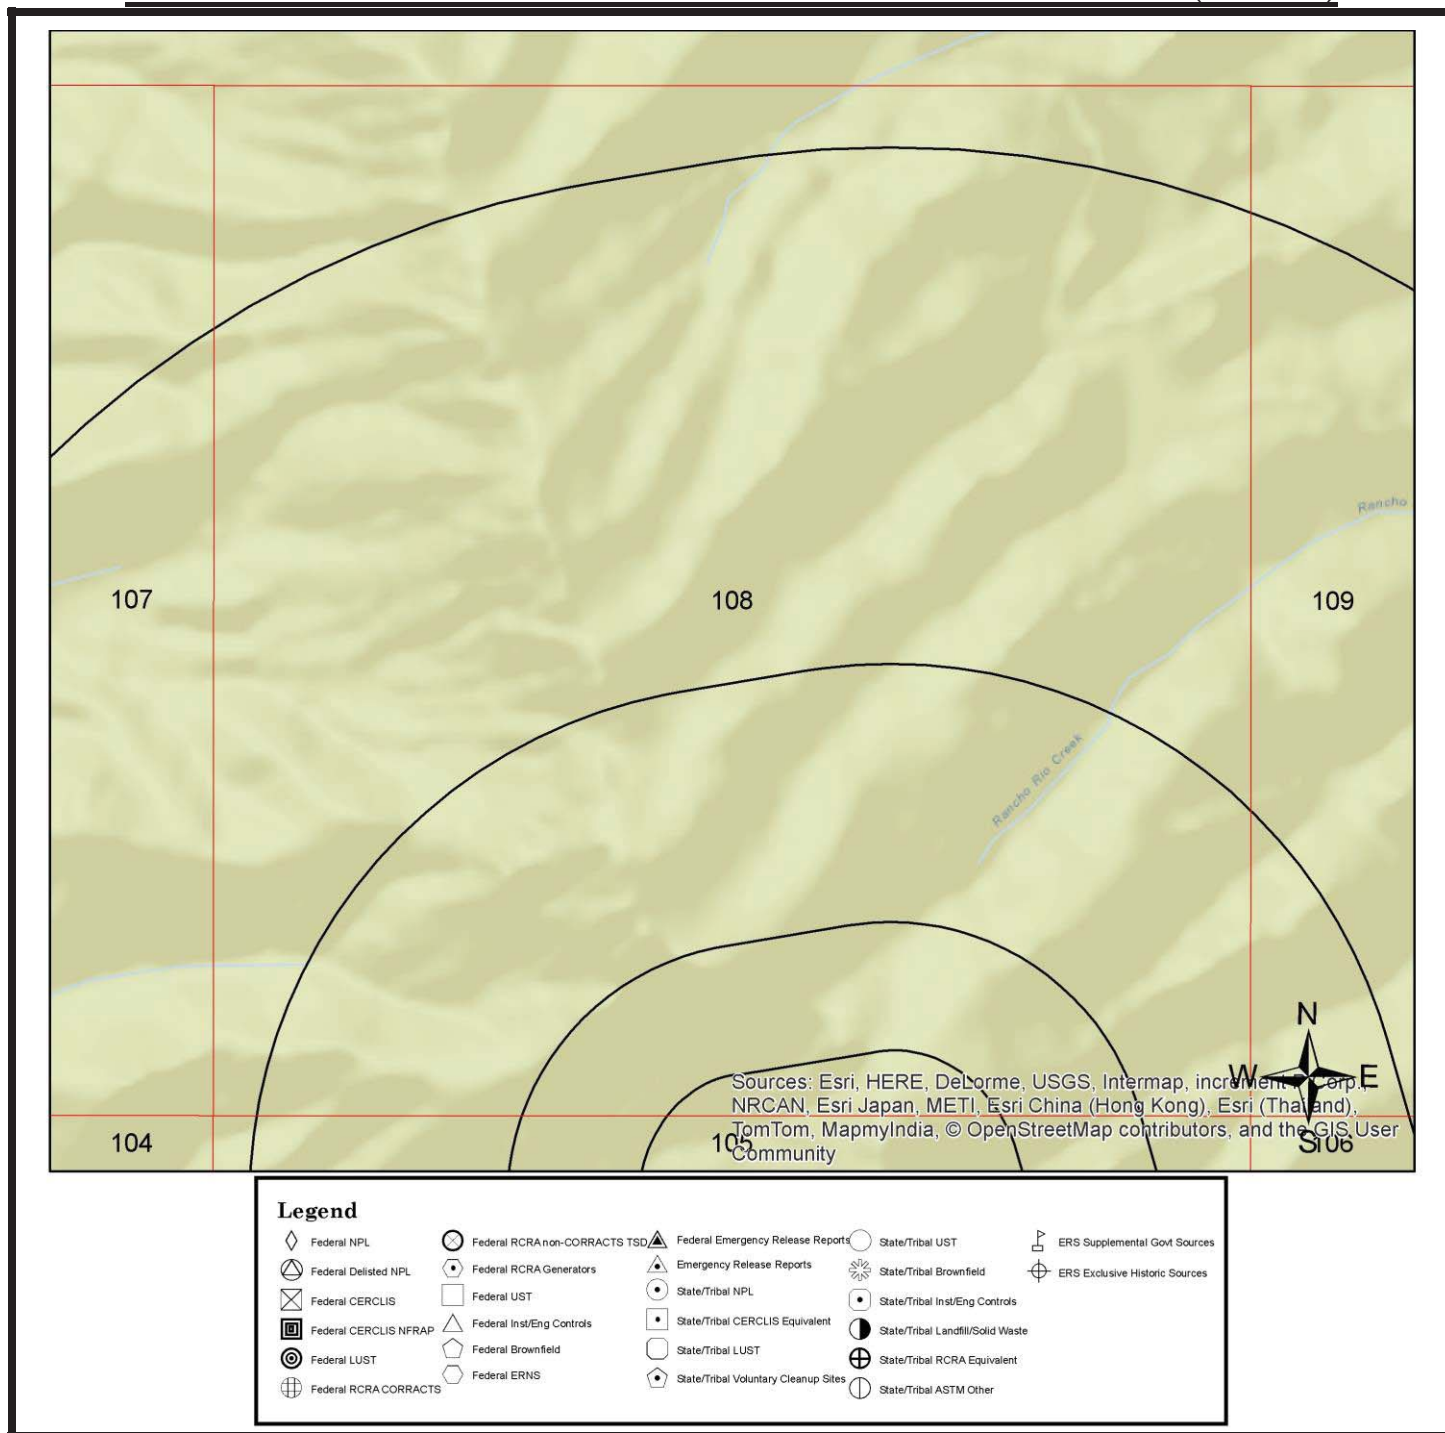 Rancho
107
108
109
Rancho Rio Creek
N
W
E
S
Sources: Esri, HERE, DeLorme, USGS, Intermap, increment P Corp.,
NRCAN, Esri Japan, METI, Esri China (Hong Kong), Esri (Thailand),
TomTom, MapmyIndia, © OpenStreetMap contributors, and the GIS User
Community
104
105
106
Legend
Federal NPL
Federal Delisted NPL
Federal CERCLIS
Federal CERCLIS NFRAP
Federal LUST
Federal RCRA CORRACTS
Federal RCRA non-CORRACTS TSD
Federal RCRA Generators
Federal UST
Federal Inst/Eng Controls
Federal Brownfield
Federal ERNS
Federal Emergency Release Reports
Emergency Release Reports
State/Tribal NPL
State/Tribal CERCLIS Equivalent
State/Tribal LUST
State/Tribal Voluntary Cleanup Sites
State/Tribal UST
State/Tribal Brownfield
State/Tribal Inst/Eng Controls
State/Tribal Landfill/Solid Waste
State/Tribal RCRA Equivalent
State/Tribal ASTM Other
ERS Supplemental Govt Sources
ERS Exclusive Historic Sources